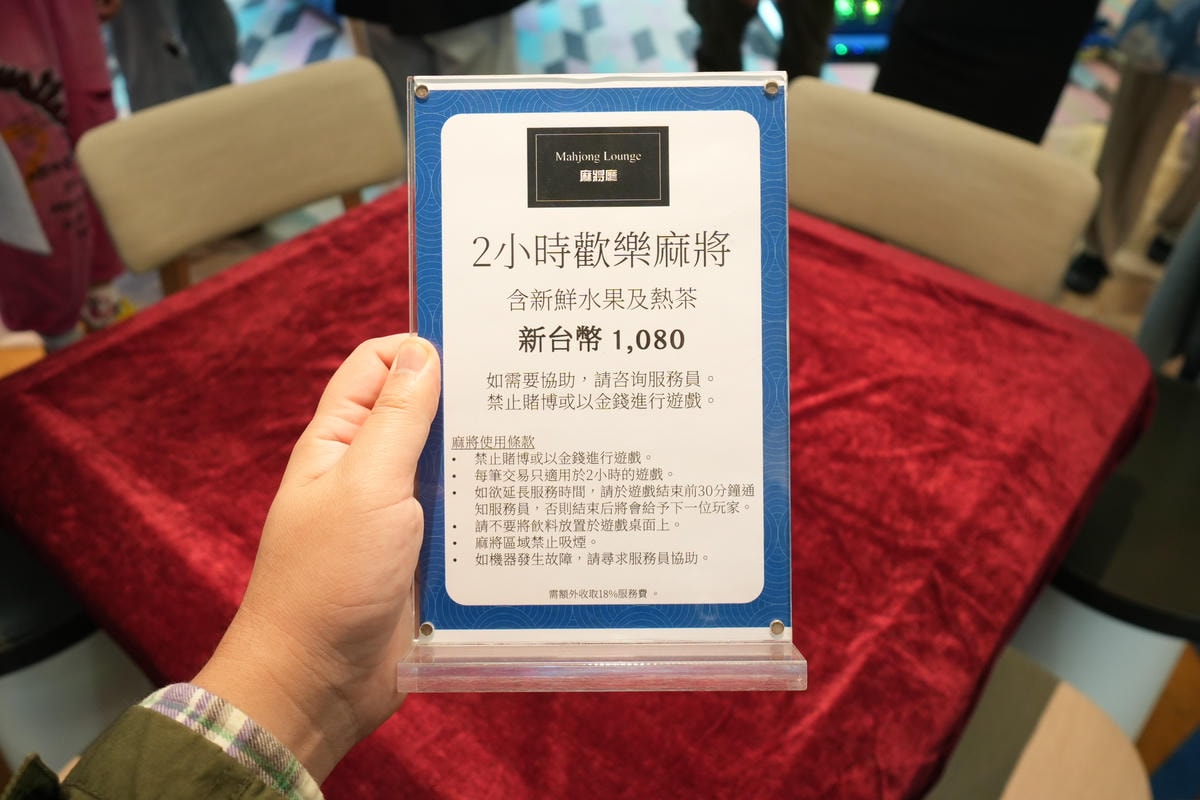 Mahjong Lounge
麻將廳
2小時歡樂麻將
含新鮮水果及熱茶
新台幣 1,080
如需要協助，請咨询服務員。
禁止賭博或以金錢進行遊戲。
麻將使用條款
• 禁止賭博或以金錢進行遊戲。
• 每筆交易只適用於2小時的遊戲。
• 如欲延長服務時間，請於遊戲結束前30分鐘通
知服務員，否則結束后將會給予下一位玩家。
• 請不要將飲料放置於遊戲桌面上。
• 麻將區域禁止吸煙。
• 如機器發生故障，請尋求服務員協助。
需額外收取18%服務費 。